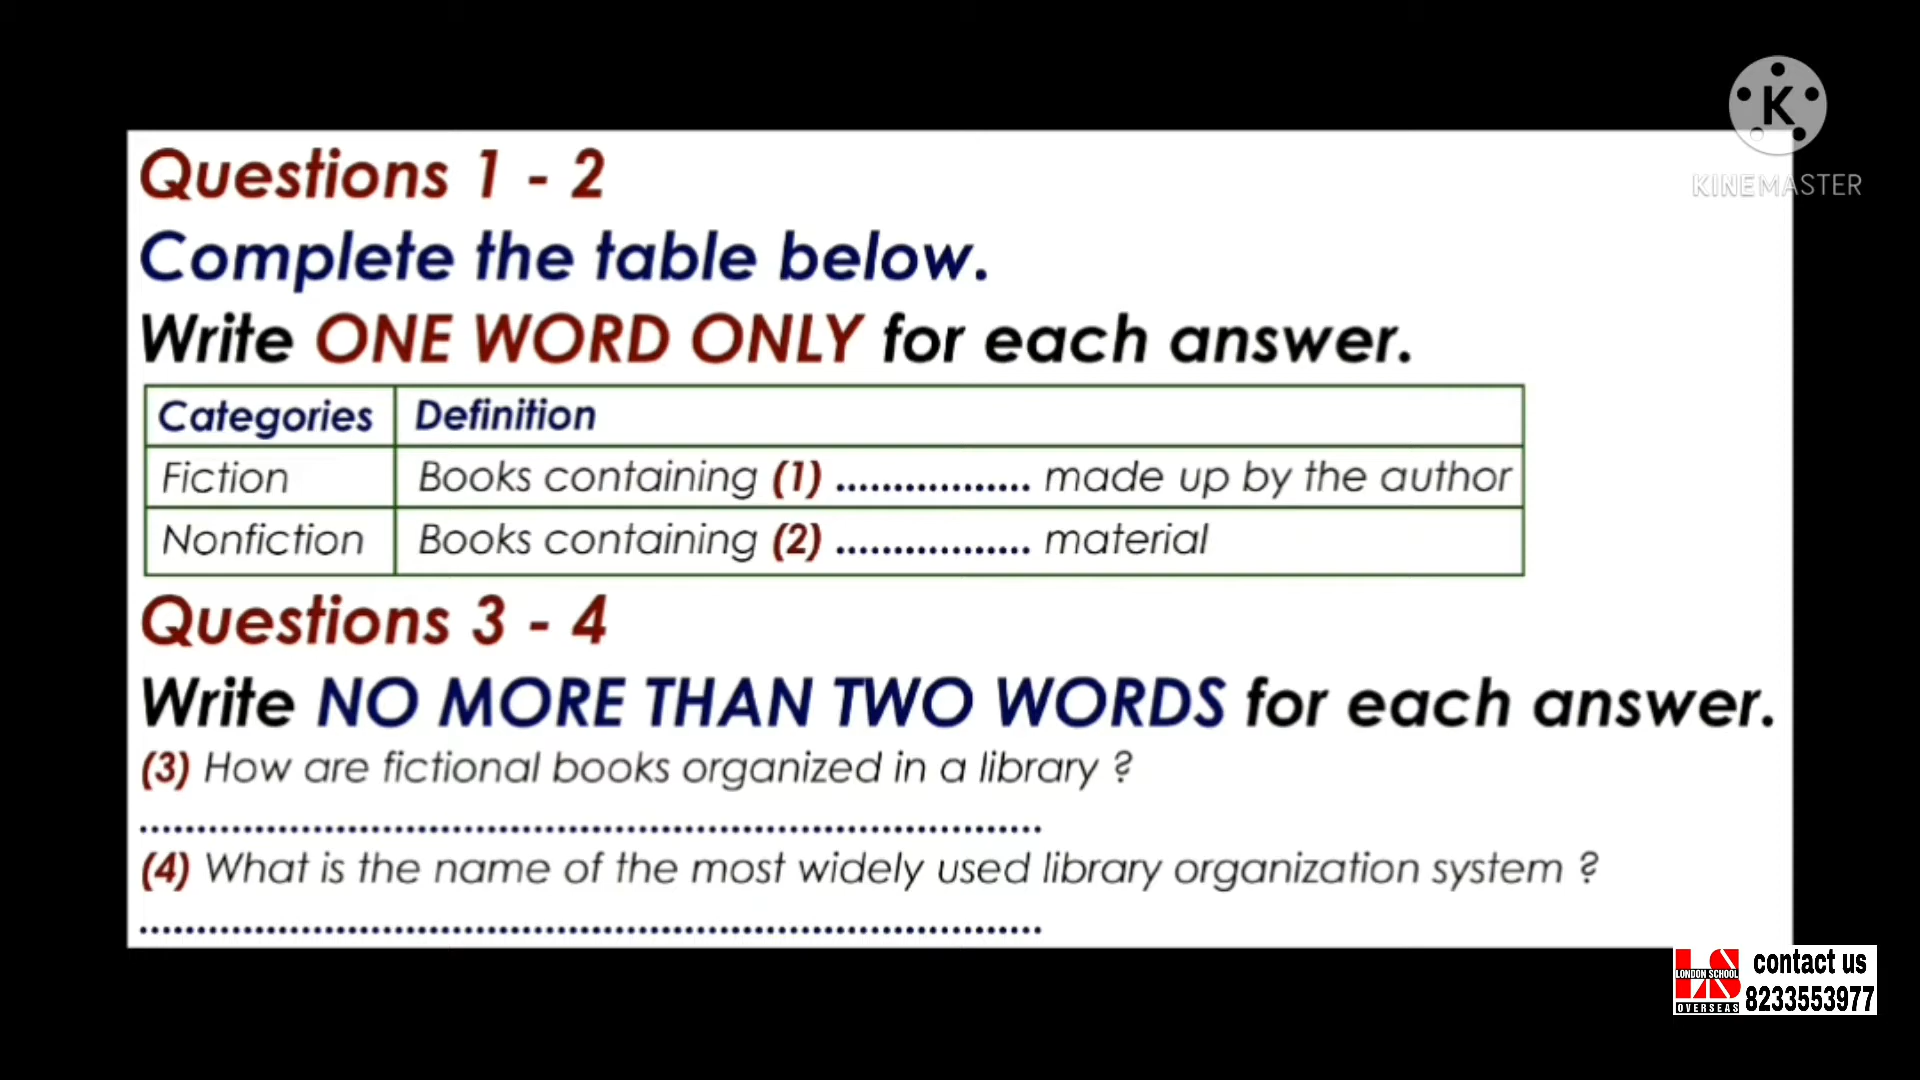 K
KINEMASTER
Questions 1 - 2
Complete the table below.
Write ONE WORD ONLY for each answer.
Categories Definition
Fiction Books containing (1) ................. made up by the author
Nonfiction Books containing (2) ................. material
Questions 3 - 4
Write NO MORE THAN TWO WORDS for each answer.
(3) How are fictional books organized in a library ?
..............................................................................
(4) What is the name of the most widely used library organization system ?
..............................................................................
LS
LONDON SCHOOL
OVERSEAS
contact us
8233553977